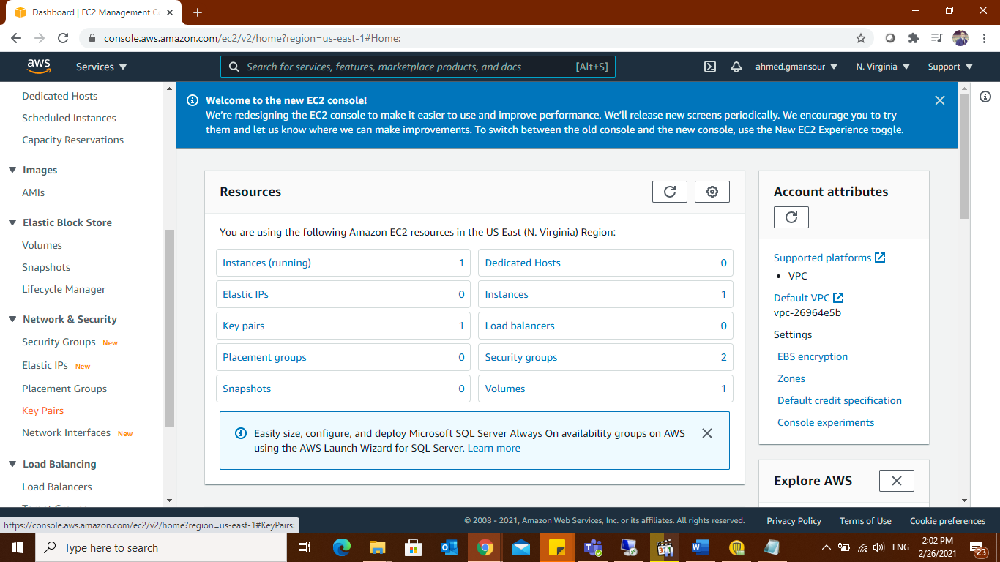 Dashboard | EC2 Management C
console.aws.amazon.com/ec2/v2/home?region=us-east-1#Home:
aws
Services
Search for services, features, marketplace products, and docs
[Alt+S]
ahmed.gmansour
N. Virginia
Support
Dedicated Hosts
Scheduled Instances
Capacity Reservations
Images
AMIs
Elastic Block Store
Volumes
Snapshots
Lifecycle Manager
Network & Security
Security Groups New
Elastic IPs New
Placement Groups
Key Pairs
Network Interfaces New
Load Balancing
Load Balancers
Welcome to the new EC2 console!
We're redesigning the EC2 console to make it easier to use and improve performance. We'll release new screens periodically. We encourage you to try
them and let us know where we can make improvements. To switch between the old console and the new console, use the New EC2 Experience toggle.
Resources
You are using the following Amazon EC2 resources in the US East (N. Virginia) Region:
Instances (running) 1
Dedicated Hosts 0
Elastic IPs 0
Instances 1
Key pairs 1
Load balancers 0
Placement groups 0
Security groups 2
Snapshots 0
Volumes 1
Easily size, configure, and deploy Microsoft SQL Server Always On availability groups on AWS
using the AWS Launch Wizard for SQL Server. Learn more
Account attributes
Supported platforms
VPC
Default VPC
vpc-26964e5b
Settings
EBS encryption
Zones
Default credit specification
Console experiments
Explore AWS
https://console.aws.amazon.com/ec2/v2/home?region=us-east-1#KeyPairs:
© 2008 - 2021, Amazon Web Services, Inc. or its affiliates. All rights reserved.
Privacy Policy
Terms of Use
Cookie preferences
Type here to search
ENG
2:02 PM
2/26/2021
23